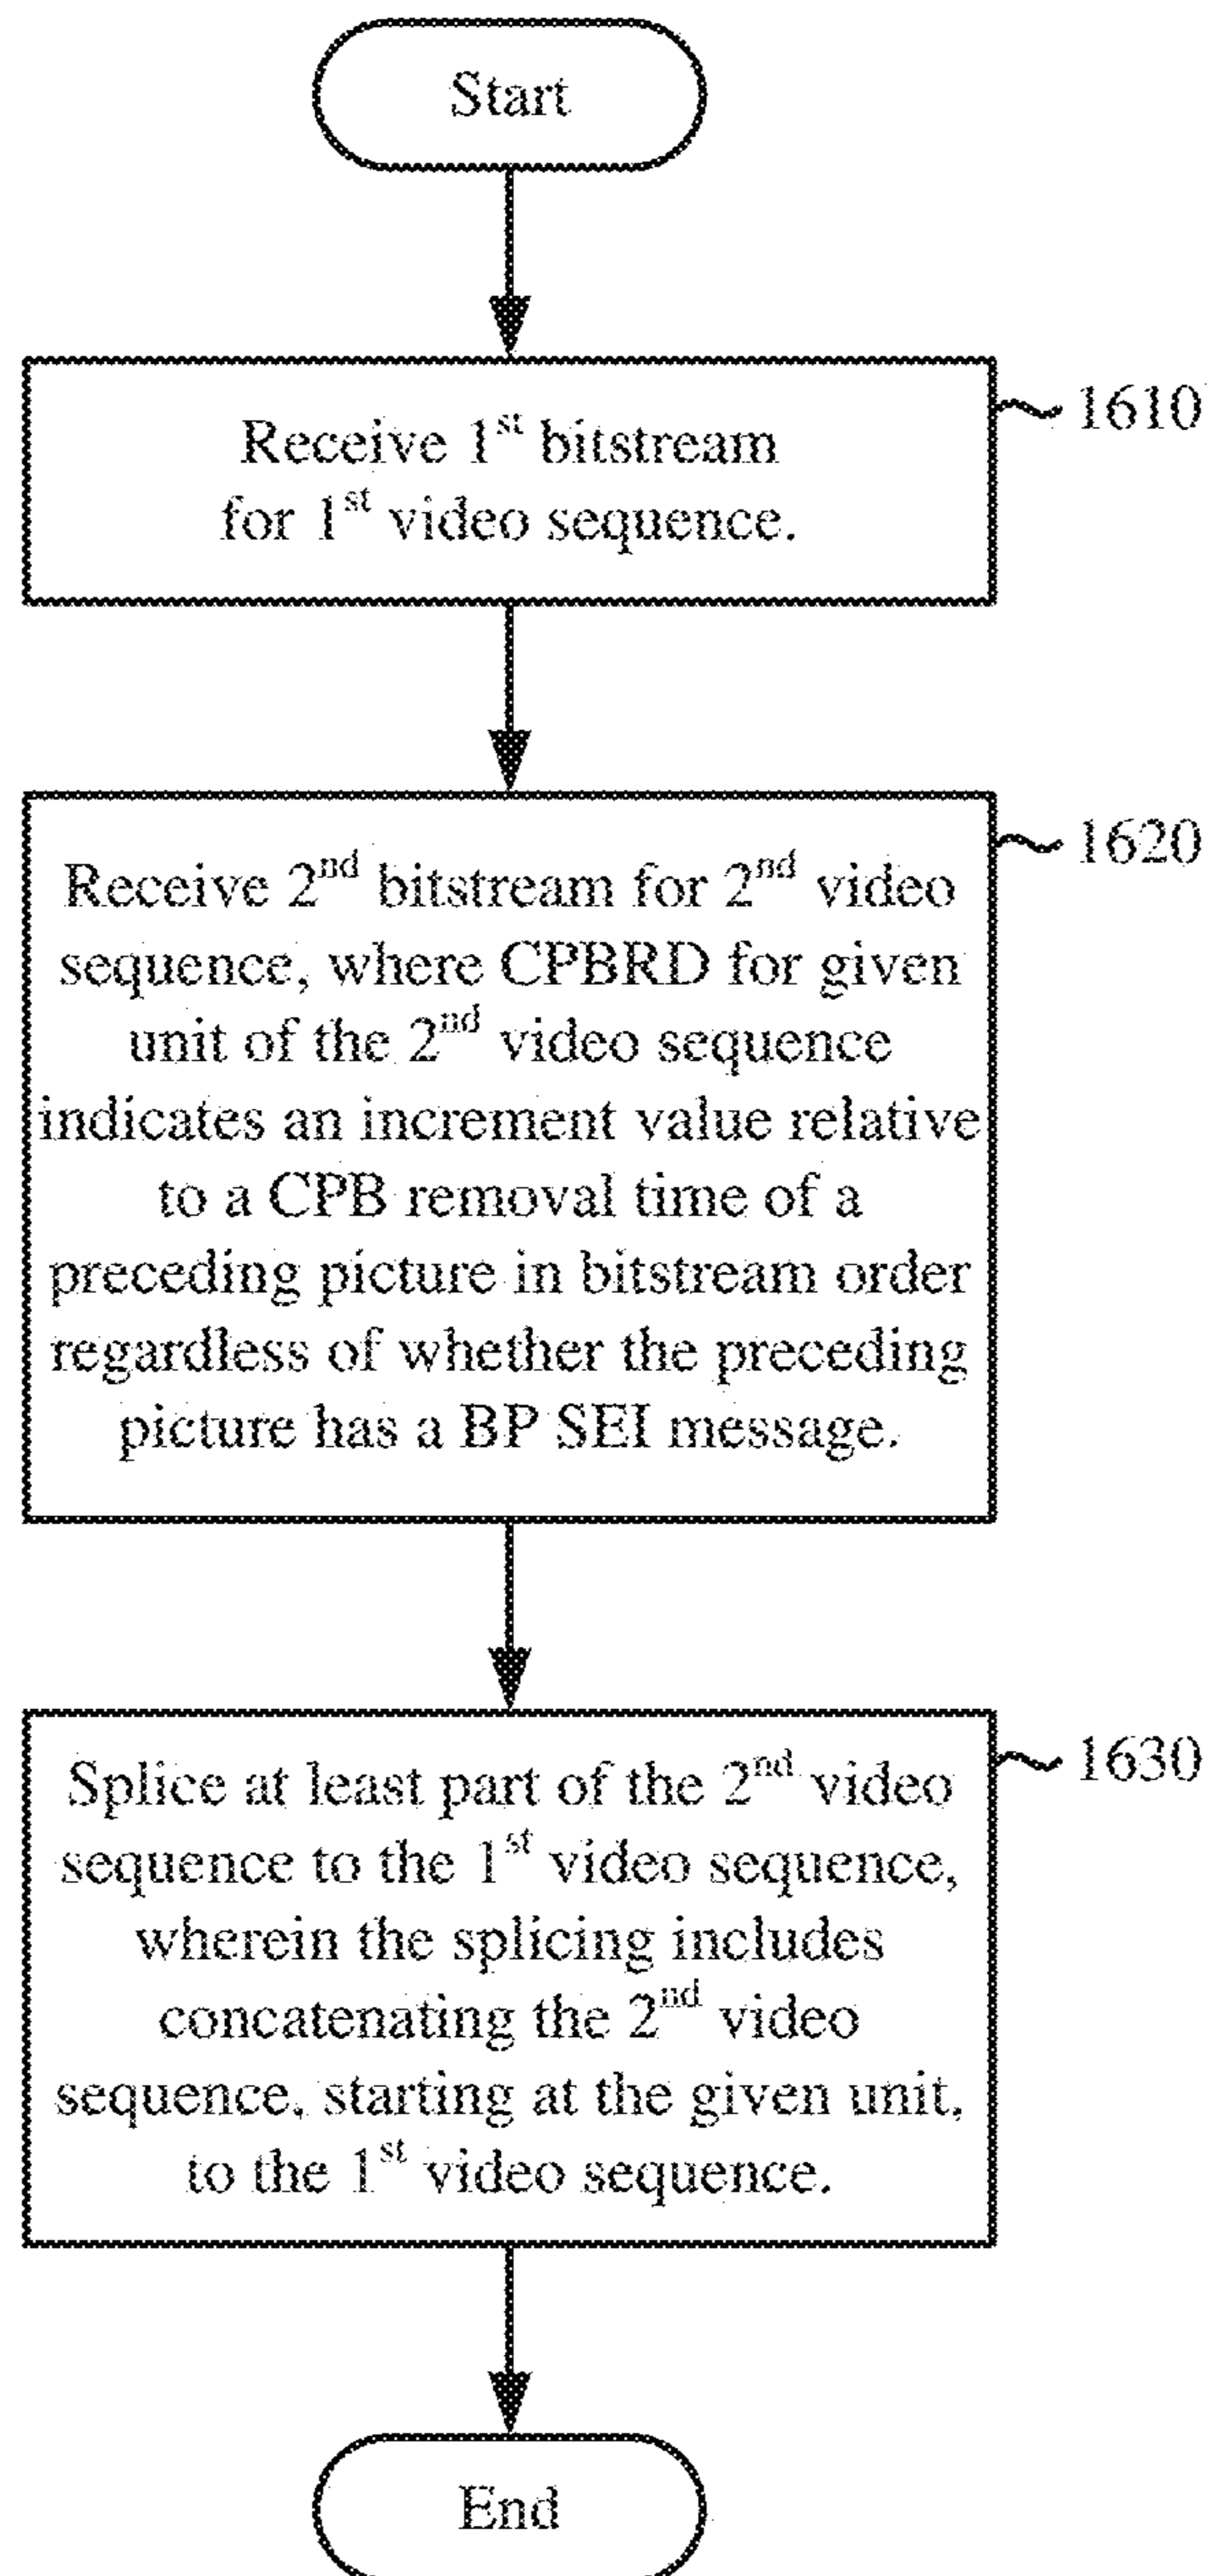 Start
Receive 1st bitstream
for 1st video sequence.
1610
Receive 2nd bitstream for 2nd video
sequence, where CPBRD for given
unit of the 2nd video sequence
indicates an increment value relative
to a CPB removal time of a
preceding picture in bitstream order
regardless of whether the preceding
picture has a BP SEI message.
1620
Splice at least part of the 2nd video
sequence to the 1st video sequence,
wherein the splicing includes
concatenating the 2nd video
sequence, starting at the given unit,
to the 1st video sequence.
1630
End